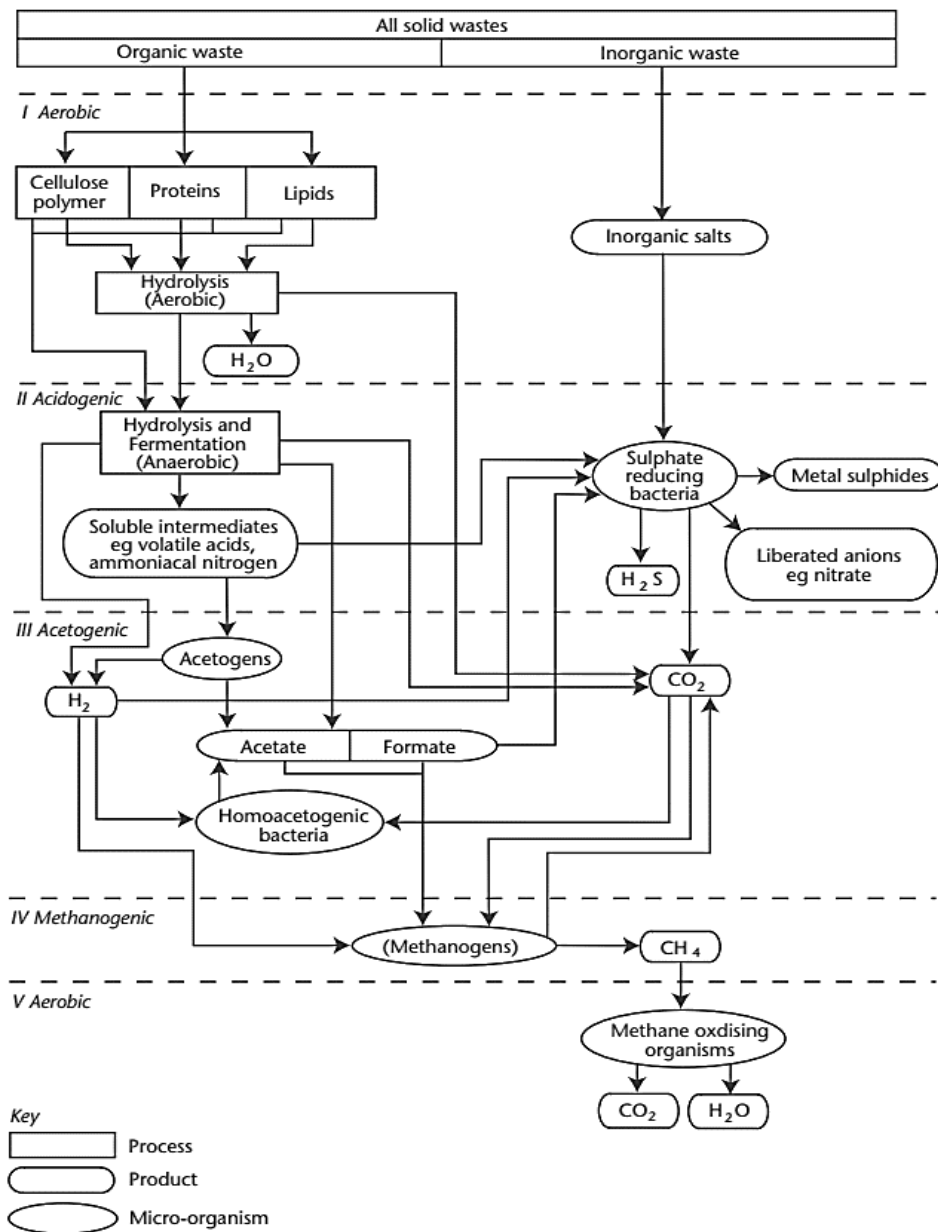 All solid wastes
Organic waste
Inorganic waste
I Aerobic
Cellulose
polymer
Proteins
Lipids
Inorganic salts
Hydrolysis
(Aerobic)
H₂O
II Acidogenic
Hydrolysis and
Fermentation
(Anaerobic)
Sulphate
reducing
bacteria
Metal sulphides
Soluble intermediates
eg volatile acids,
ammoniacal nitrogen
Liberated anions
eg nitrate
H₂S
III Acetogenic
Acetogens
H₂
CO₂
Acetate
Formate
Homoacetogenic
bacteria
IV Methanogenic
(Methanogens)
CH₄
V Aerobic
Methane oxdising
organisms
CO₂
H₂O
Key
Process
Product
Micro-organism